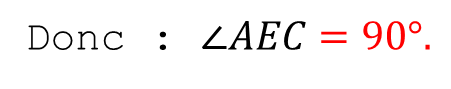 Donc : ∠AEC = 90°.